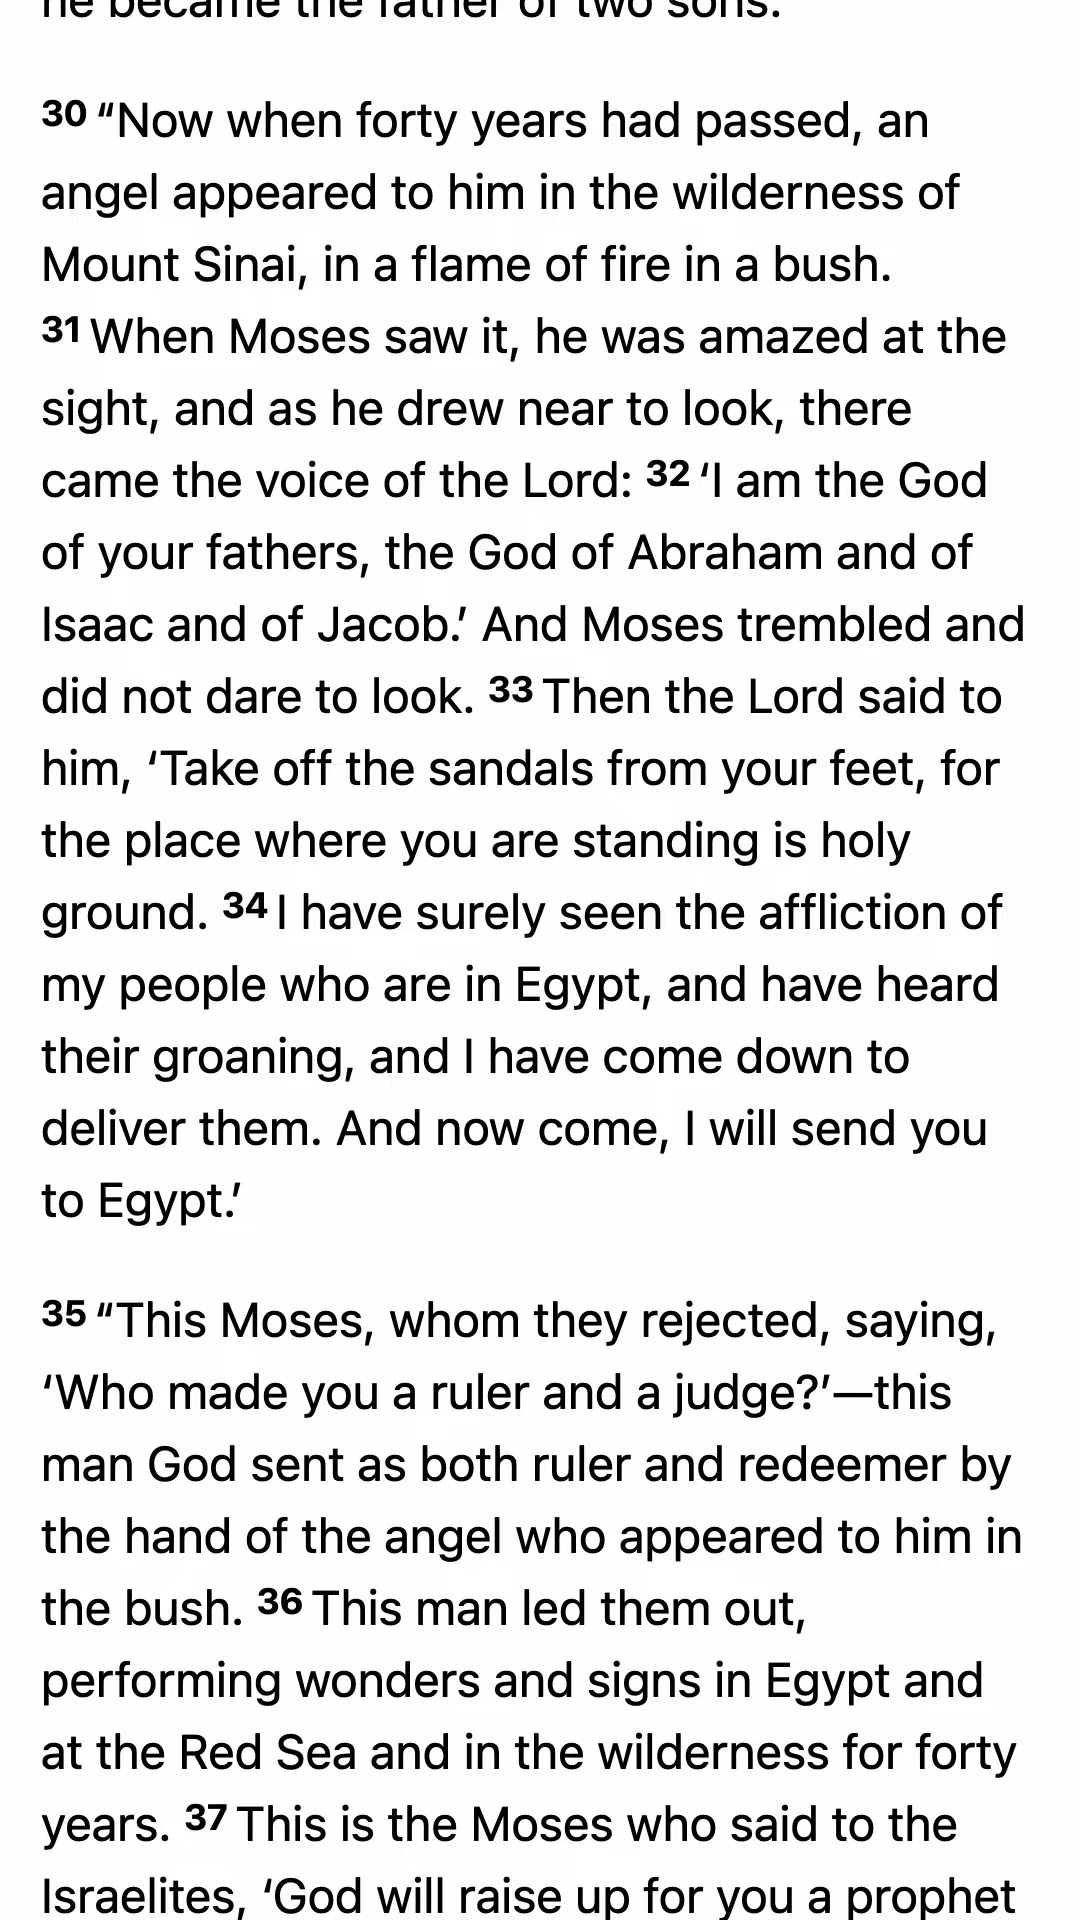 he became the father of two sons.
30 “Now when forty years had passed, an
angel appeared to him in the wilderness of
Mount Sinai, in a flame of fire in a bush.
31 When Moses saw it, he was amazed at the
sight, and as he drew near to look, there
came the voice of the Lord: 32 ‘I am the God
of your fathers, the God of Abraham and of
Isaac and of Jacob.’ And Moses trembled and
did not dare to look. 33 Then the Lord said to
him, ‘Take off the sandals from your feet, for
the place where you are standing is holy
ground. 34 I have surely seen the affliction of
my people who are in Egypt, and have heard
their groaning, and I have come down to
deliver them. And now come, I will send you
to Egypt.’
35 “This Moses, whom they rejected, saying,
‘Who made you a ruler and a judge?’—this
man God sent as both ruler and redeemer by
the hand of the angel who appeared to him in
the bush. 36 This man led them out,
performing wonders and signs in Egypt and
at the Red Sea and in the wilderness for forty
years. 37 This is the Moses who said to the
Israelites, ‘God will raise up for you a prophet